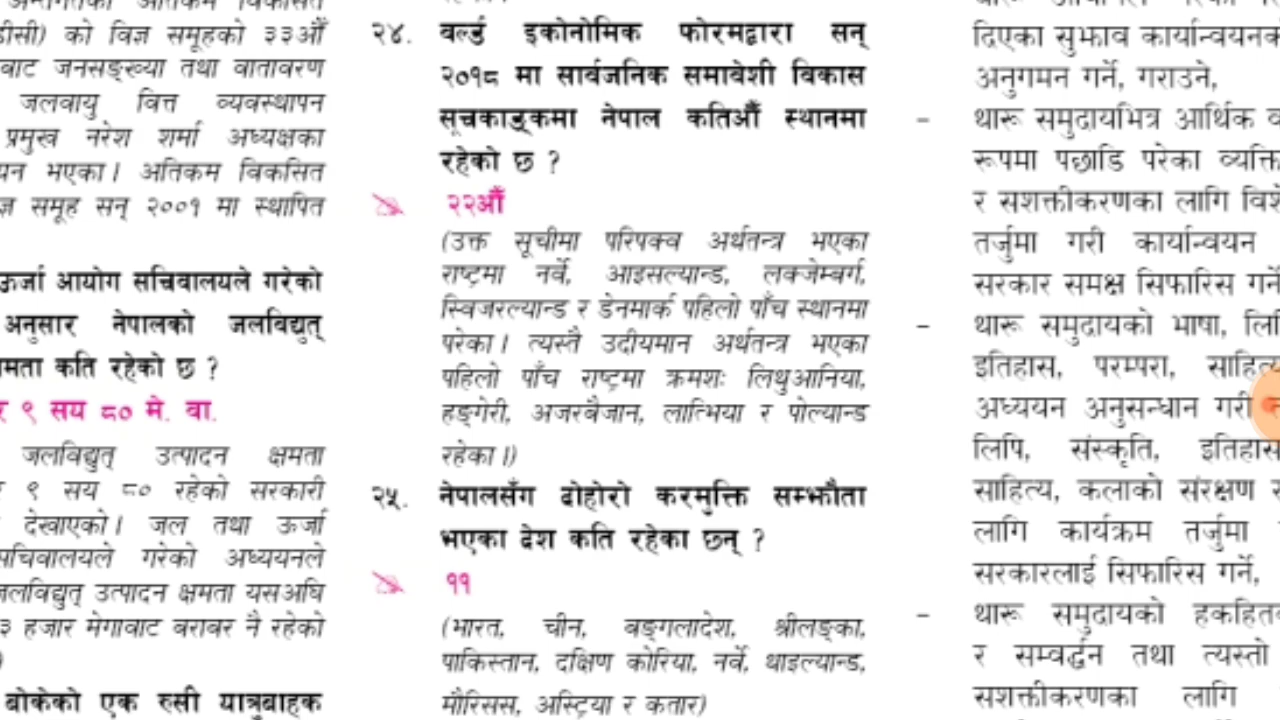 डीसी) को विज्ञ समूहको ३३औँ
बाट जनसङ्ख्या तथा वातावरण
जलवायु वित्त व्यवस्थापन
प्रमुख नरेश शर्मा अध्यक्षका
भएका। अतिकम विकसित
समूह सन् २००१ मा स्थापित
ऊर्जा आयोग सचिवालयले गरेको
अनुसार नेपालको जलविद्युत्
कति रहेको छ ?
९ सय ८० मे. वा.
जलविद्युत् उत्पादन क्षमता
९ सय ८० रहेको सरकारी
देखाएको। जल तथा ऊर्जा
सचिवालयले गरेको अध्ययनले
जलविद्युत् उत्पादन क्षमता यसअघि
३ हजार मेगावाट बराबर नै रहेको
)
बोकेको एक रुसी यात्रुबाहक
२४. वर्ल्ड इकोनोमिक फोरमद्वारा सन्
२०१८ मा सार्वजनिक समावेशी विकास
सूचकाङ्कमा नेपाल कतिऔँ स्थानमा
रहेको छ ?
२२औँ
(उक्त सूचीमा परिपक्व अर्थतन्त्र भएका
राष्ट्रमा नर्वे, आइसल्यान्ड, लक्जेम्बर्ग,
स्विजरल्यान्ड र डेनमार्क पहिलो पाँच स्थानमा
परेका। त्यस्तै उदीयमान अर्थतन्त्र भएका
पहिलो पाँच राष्ट्रमा क्रमशः लिथुआनिया,
हङ्गेरी, अजरबैजान, लात्भिया र पोल्यान्ड
रहेका।)
२५. नेपालसँग दोहोरो करमुक्ति सम्झौता
भएका देश कति रहेका छन् ?
११
(भारत, चीन, बङ्गलादेश, श्रीलङ्का,
पाकिस्तान, दक्षिण कोरिया, नर्वे, थाइल्यान्ड,
मौरिसस, अस्ट्रिया र कतार)
दिएका सुझाव कार्यान्वयनको
अनुगमन गर्ने, गराउने,
- थारू समुदायभित्र आर्थिक
रूपमा पछाडि परेका
र सशक्तीकरणका लागि
तर्जुमा गरी कार्यान्वयन
सरकार समक्ष सिफारिस गर्ने
- थारू समुदायको भाषा,
इतिहास, परम्परा, साहित्य
अध्ययन अनुसन्धान गरी
लिपि, संस्कृति, इतिहास
साहित्य, कलाको संरक्षण
लागि कार्यक्रम तर्जुमा
सरकारलाई सिफारिस गर्ने,
- थारू समुदायको
र सम्वर्द्धन तथा त्यस्तो
सशक्तीकरणका लागि